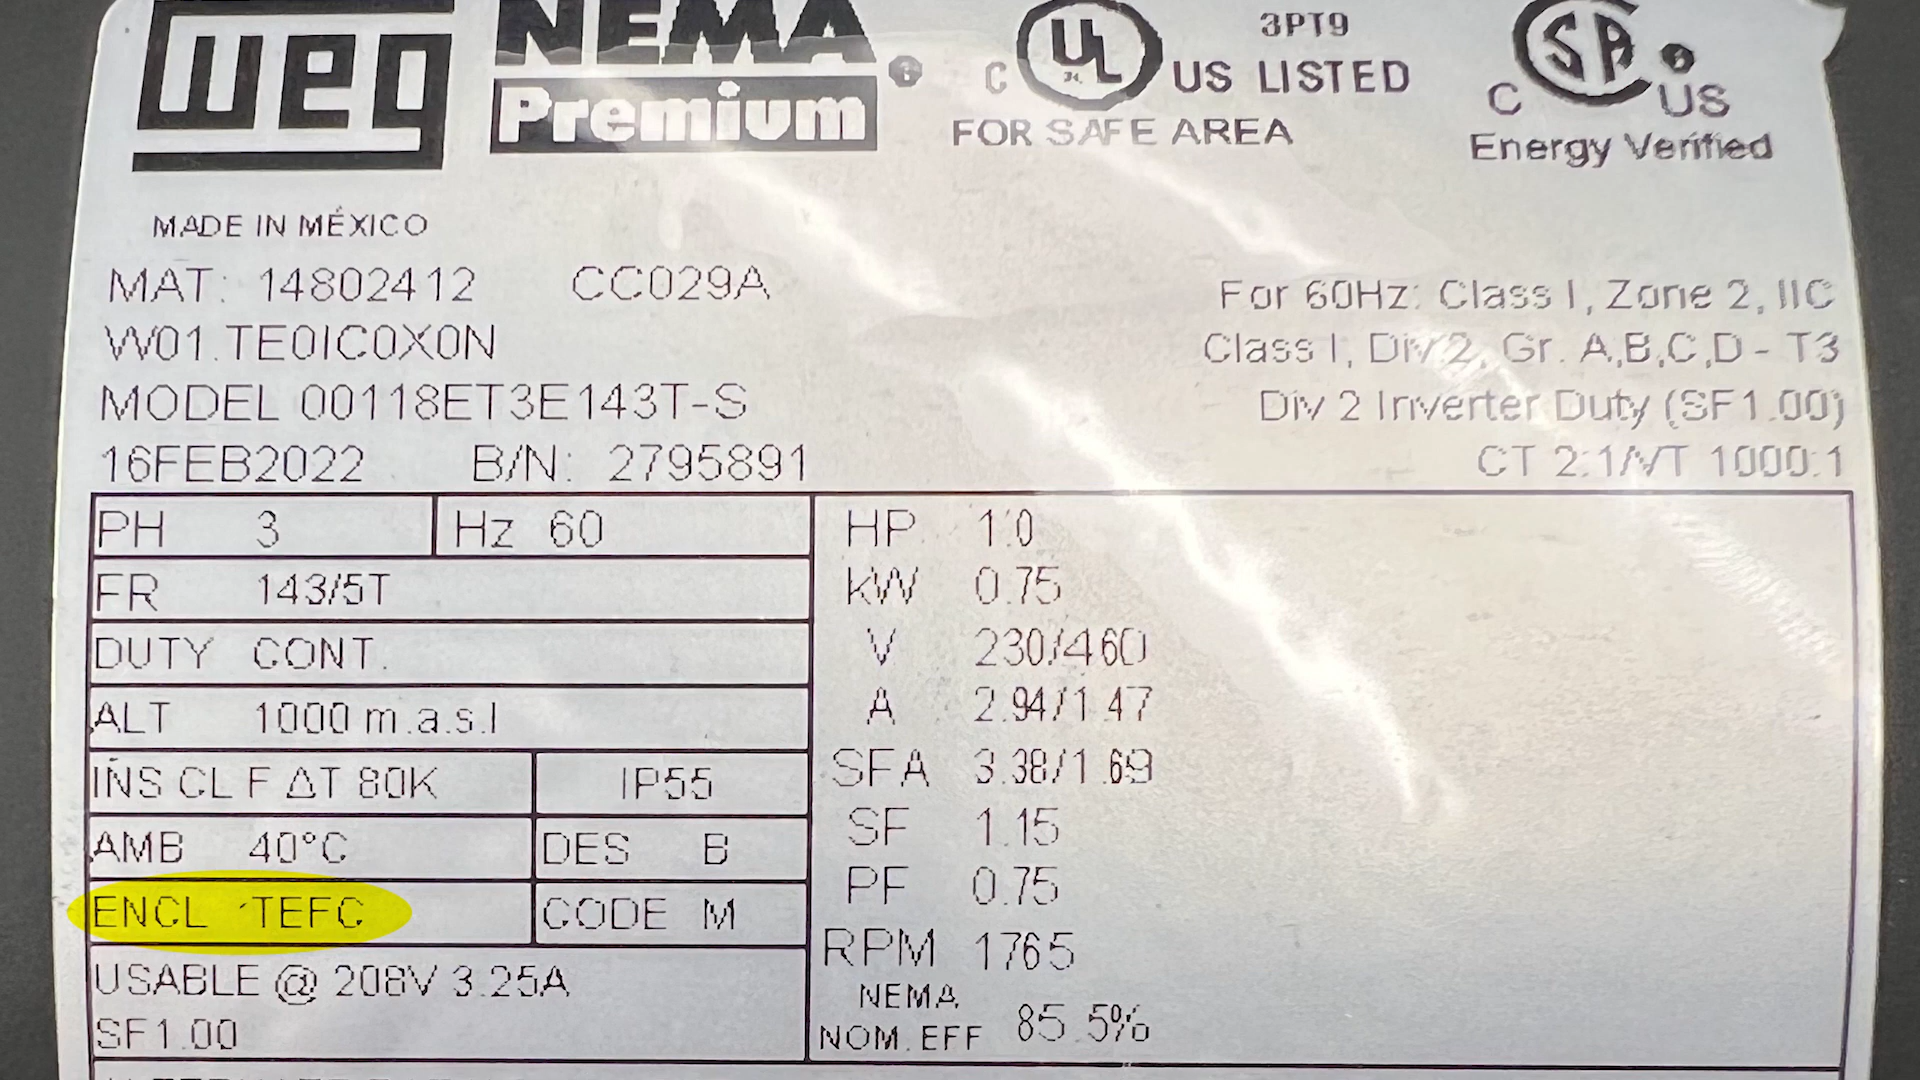 weg
NEMA
Premium
3PT9
C UL US LISTED
FOR SAFE AREA
C SA US
Energy Verified
MADE IN MÉXICO
MAT: 14802412 CC029A
W01.TE0IC0X0N
MODEL 00118ET3E143T-S
16FEB2022 B/N: 2795891
For 60Hz: Class I, Zone 2, IIC
Class I, Div 2, Gr. A,B,C,D - T3
Div 2 Inverter Duty (SF1.00)
CT 2:1/VT 1000:1
PH 3 Hz 60
FR 143/5T
DUTY CONT.
ALT 1000 m.a.s.l
INS CL F ΔT 80K IP55
AMB 40°C DES B
ENCL TEFC CODE M
USABLE @ 208V 3.25A
SF1.00
HP 1.0
kW 0.75
V 230/460
A 2.94/1.47
SFA 3.38/1.69
SF 1.15
PF 0.75
RPM 1765
NEMA
NOM. EFF 85.5%